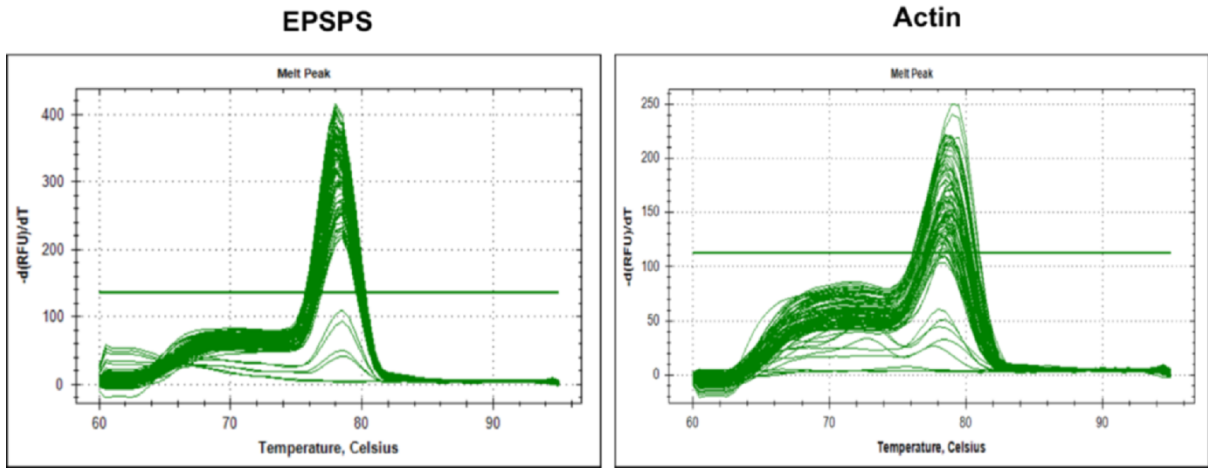 EPSPS
Melt Peak
400
300
200
100
0
60 70 80 90
-d(RFU)/dT
Temperature, Celsius
Actin
Melt Peak
250
200
150
100
50
0
60 70 80 90
-d(RFU)/dT
Temperature, Celsius